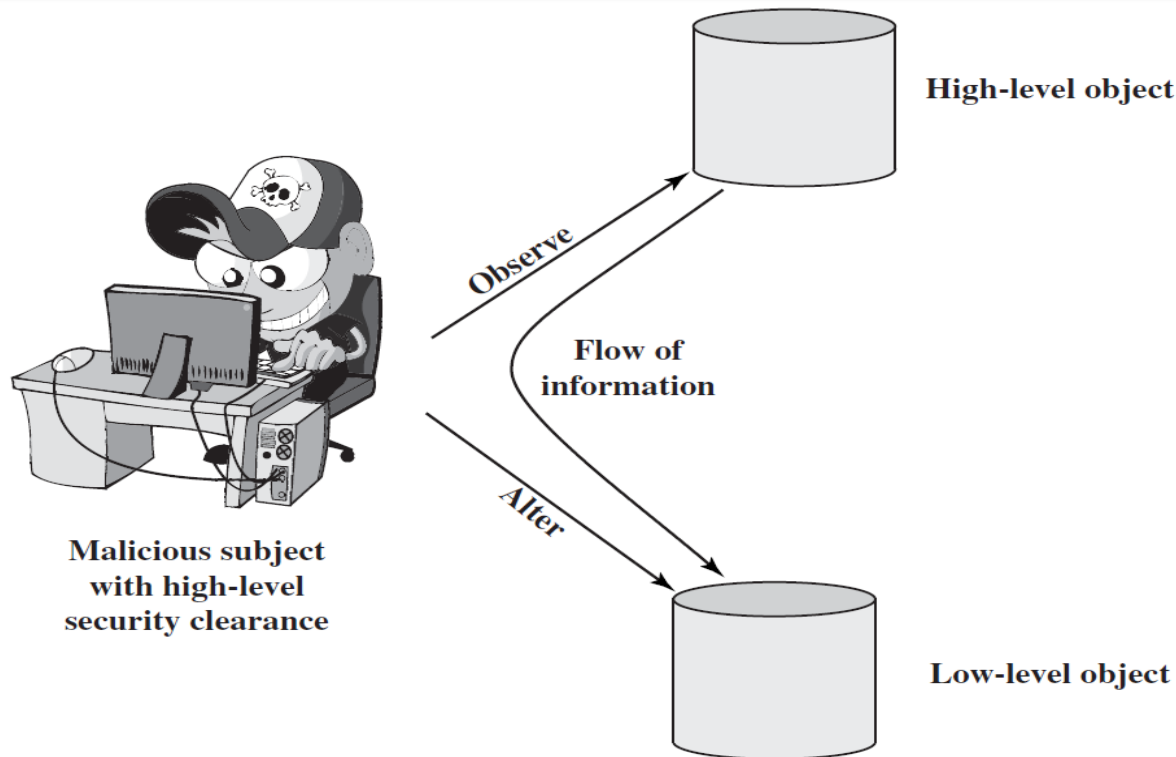 High-level object
Observe
Flow of
information
Alter
Malicious subject
with high-level
security clearance
Low-level object